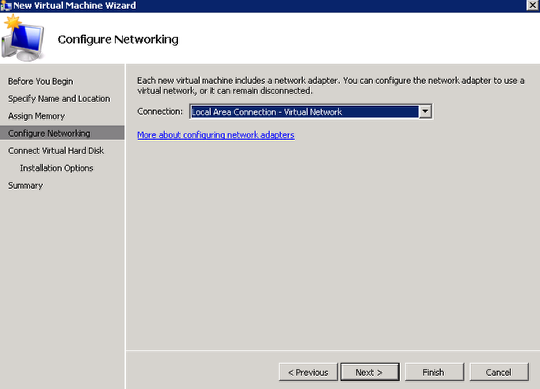 New Virtual Machine Wizard
Configure Networking
Before You Begin
Specify Name and Location
Assign Memory
Configure Networking
Connect Virtual Hard Disk
Installation Options
Summary
Each new virtual machine includes a network adapter. You can configure the network adapter to use a
virtual network, or it can remain disconnected.
Connection: Local Area Connection - Virtual Network
More about configuring network adapters
< Previous Next > Finish Cancel